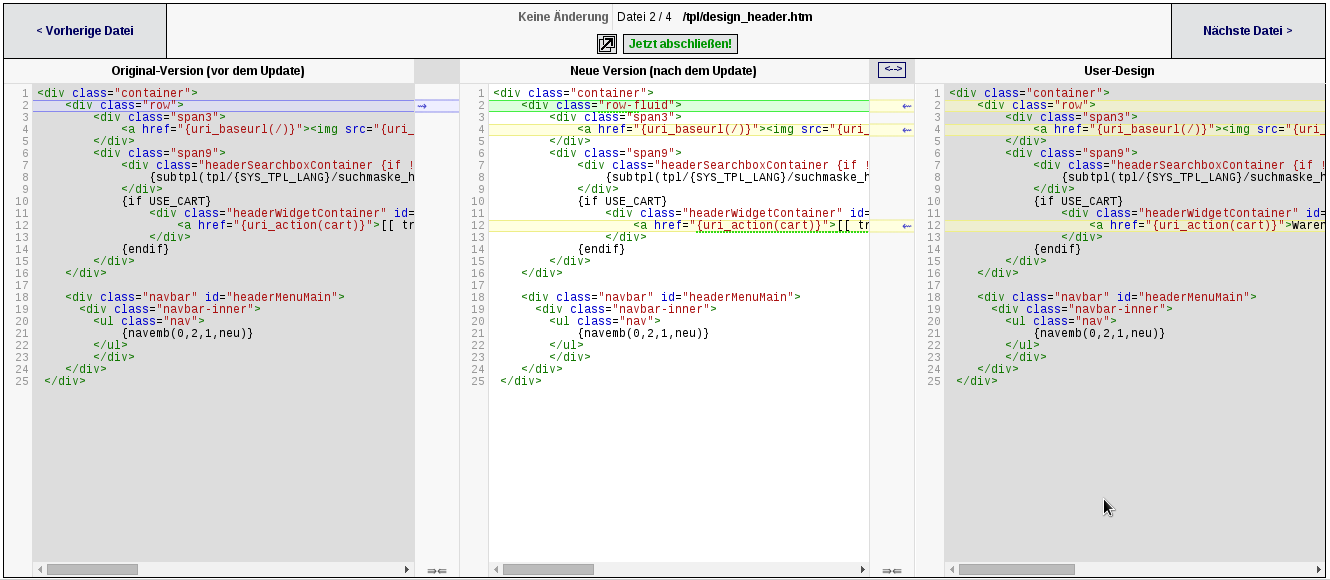 < Vorherige Datei
Keine Änderung Datei 2 / 4 /tpl/design_header.htm
Jetzt abschließen!
Nächste Datei >
Original-Version (vor dem Update)
1 <div class="container">
2 <div class="row">
3 <div class="span3">
4 <a href="{uri_baseurl(/)}"><img src="{uri_
5 </div>
6 <div class="span9">
7 <div class="headerSearchboxContainer {if !
8 {subtpl(tpl/{SYS_TPL_LANG}/suchmaske_h
9 </div>
10 {if USE_CART}
11 <div class="headerWidgetContainer" id=
12 <a href="{uri_action(cart)}">[[ tr
13 </div>
14 {endif}
15 </div>
16 </div>
17
18 <div class="navbar" id="headerMenuMain">
19 <div class="navbar-inner">
20 <ul class="nav">
21 {navemb(0,2,1,neu)}
22 </ul>
23 </div>
24 </div>
25 </div>
Neue Version (nach dem Update)
<-->
1 <div class="container">
2 <div class="row-fluid">
3 <div class="span3">
4 <a href="{uri_baseurl(/)}"><img src="{uri_
5 </div>
6 <div class="span9">
7 <div class="headerSearchboxContainer {if !
8 {subtpl(tpl/{SYS_TPL_LANG}/suchmaske_h
9 </div>
10 {if USE_CART}
11 <div class="headerWidgetContainer" id=
12 <a href="{uri_action(cart)}">[[ tr
13 </div>
14 {endif}
15 </div>
16 </div>
17
18 <div class="navbar" id="headerMenuMain">
19 <div class="navbar-inner">
20 <ul class="nav">
21 {navemb(0,2,1,neu)}
22 </ul>
23 </div>
24 </div>
25 </div>
User-Design
1 <div class="container">
2 <div class="row">
3 <div class="span3">
4 <a href="{uri_baseurl(/)}"><img src="{uri_
5 </div>
6 <div class="span9">
7 <div class="headerSearchboxContainer {if !
8 {subtpl(tpl/{SYS_TPL_LANG}/suchmaske_h
9 </div>
10 {if USE_CART}
11 <div class="headerWidgetContainer" id=
12 <a href="{uri_action(cart)}">Waren
13 </div>
14 {endif}
15 </div>
16 </div>
17
18 <div class="navbar" id="headerMenuMain">
19 <div class="navbar-inner">
20 <ul class="nav">
21 {navemb(0,2,1,neu)}
22 </ul>
23 </div>
24 </div>
25 </div>